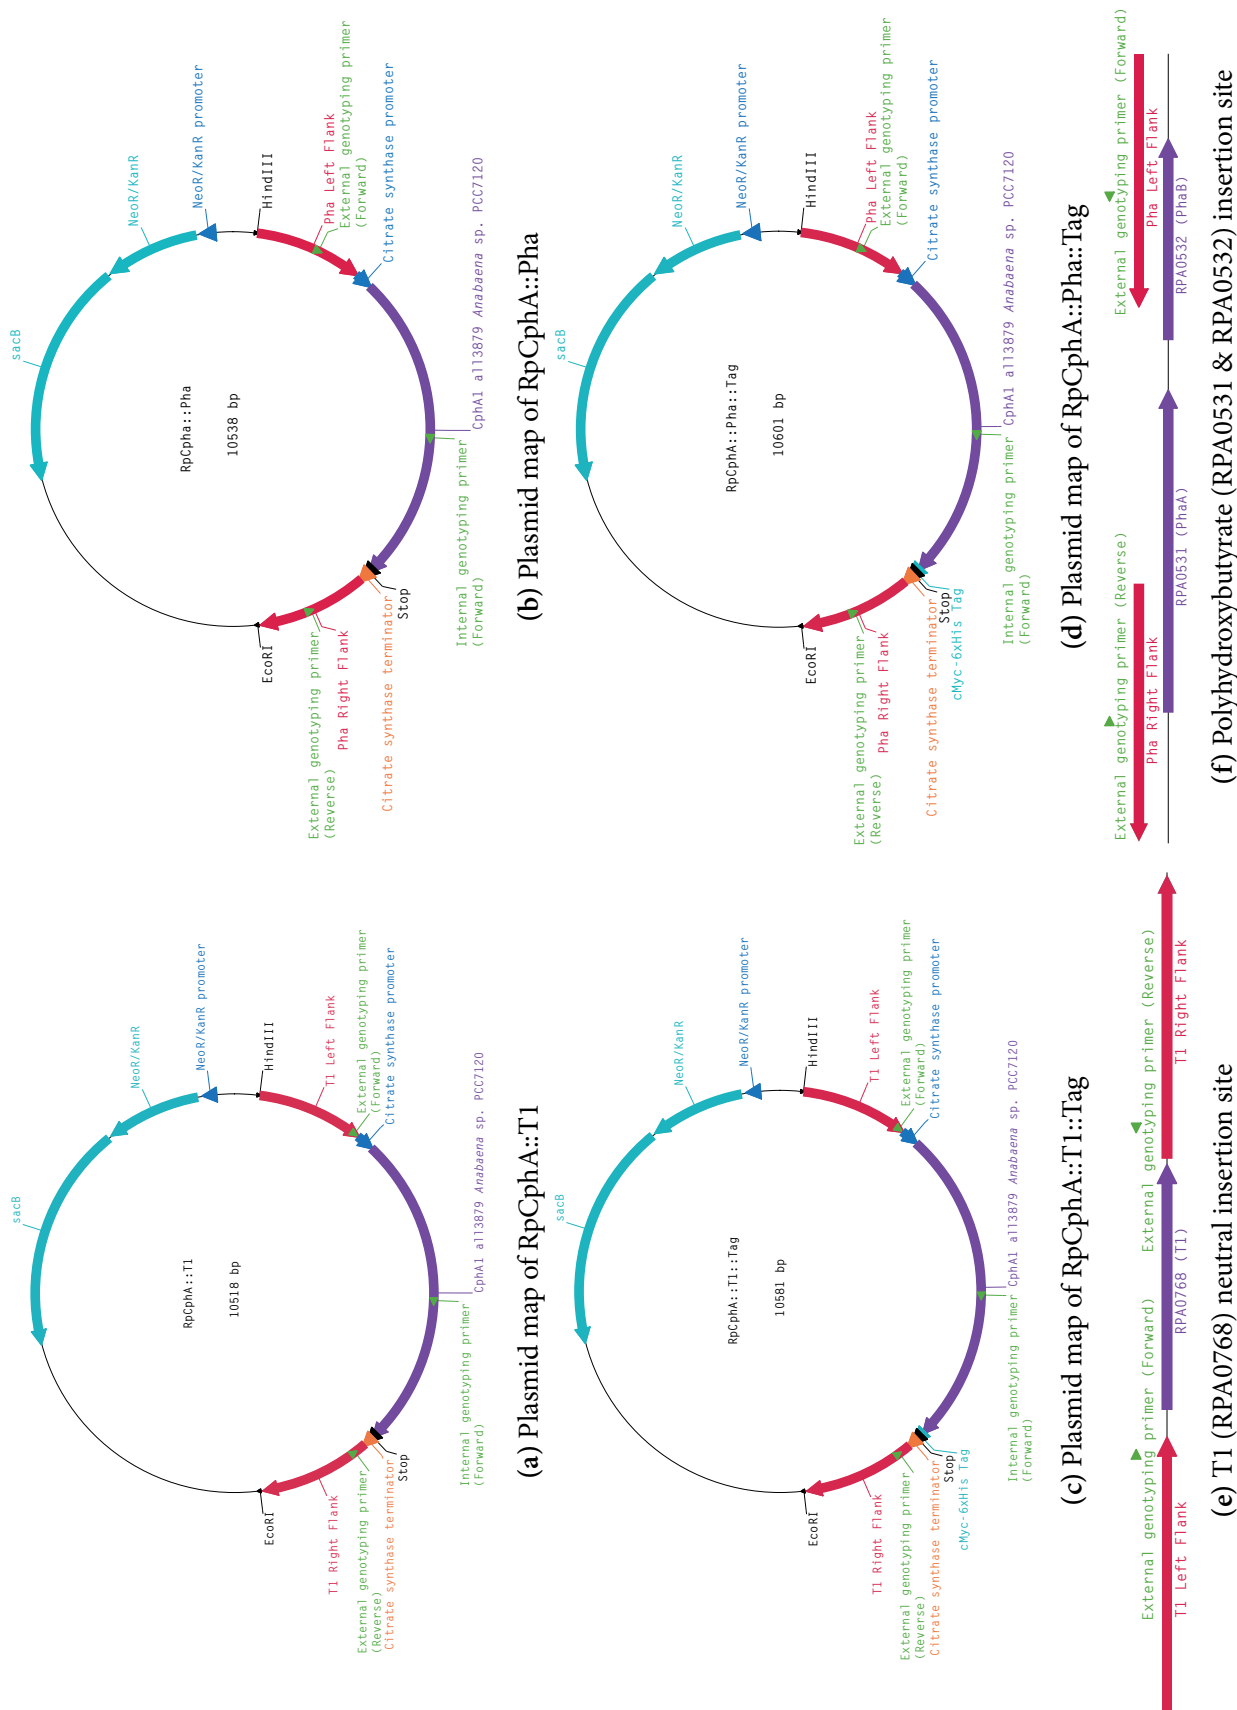 sacB
NeoR/KanR
NeoR/KanR promoter
HindIII
T1 Left Flank
External genotyping primer
(Forward)
Citrate synthase promoter
CphA1 all3879 Anabaena sp. PCC7120
Internal genotyping primer
(Forward)
Stop
Citrate synthase terminator
External genotyping primer
(Reverse)
T1 Right Flank
EcoRI
RpCphA::T1
10518 bp
(a) Plasmid map of RpCphA::T1
sacB
NeoR/KanR
NeoR/KanR promoter
HindIII
Pha Left Flank
External genotyping primer
(Forward)
Citrate synthase promoter
CphA1 all3879 Anabaena sp. PCC7120
Internal genotyping primer
(Forward)
Stop
Citrate synthase terminator
Pha Right Flank
External genotyping primer
(Reverse)
EcoRI
RpCpha::Pha
10538 bp
(b) Plasmid map of RpCphA::Pha
sacB
NeoR/KanR
NeoR/KanR promoter
HindIII
T1 Left Flank
External genotyping primer
(Forward)
Citrate synthase promoter
CphA1 all3879 Anabaena sp. PCC7120
Internal genotyping primer
(Forward)
cMyc-6xHis Tag
Stop
Citrate synthase terminator
External genotyping primer
(Reverse)
T1 Right Flank
EcoRI
RpCphA::T1::Tag
10581 bp
(c) Plasmid map of RpCphA::T1::Tag
sacB
NeoR/KanR
NeoR/KanR promoter
HindIII
Pha Left Flank
External genotyping primer
(Forward)
Citrate synthase promoter
CphA1 all3879 Anabaena sp. PCC7120
Internal genotyping primer
(Forward)
cMyc-6xHis Tag
Stop
Citrate synthase terminator
Pha Right Flank
External genotyping primer
(Reverse)
EcoRI
RpCphA::Pha::Tag
10601 bp
(d) Plasmid map of RpCphA::Pha::Tag
External genotyping primer (Forward)
External genotyping primer (Reverse)
T1 Left Flank
RPA0768 (T1)
T1 Right Flank
(e) T1 (RPA0768) neutral insertion site
External genotyping primer (Reverse)
External genotyping primer (Forward)
Pha Right Flank
Pha Left Flank
RPA0531 (PhaA)
RPA0532 (PhaB)
(f) Polyhydroxybutyrate (RPA0531 & RPA0532) insertion site